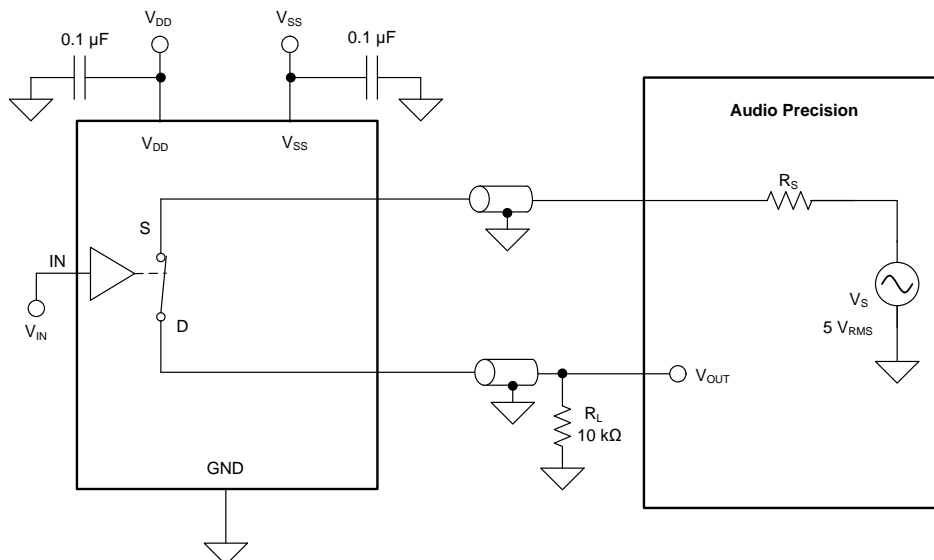 V_DD
V_SS
0.1 µF
0.1 µF
V_DD
V_SS
Audio Precision
R_S
S
IN
V_IN
D
V_S
5 V_RMS
V_OUT
R_L
10 kΩ
GND